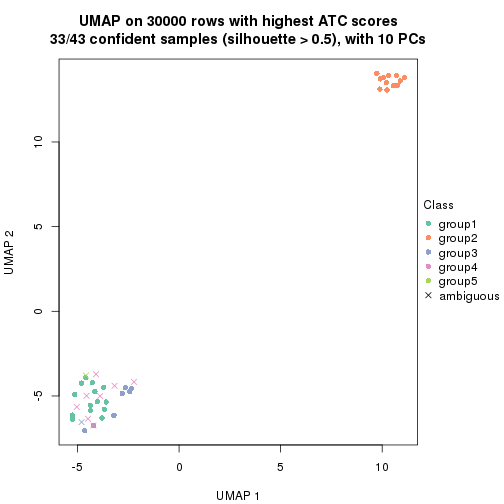 UMAP on 30000 rows with highest ATC scores
33/43 confident samples (silhouette > 0.5), with 10 PCs
UMAP 2
10
5
0
-5
-5
0
5
10
UMAP 1
Class
group1
group2
group3
group4
group5
ambiguous